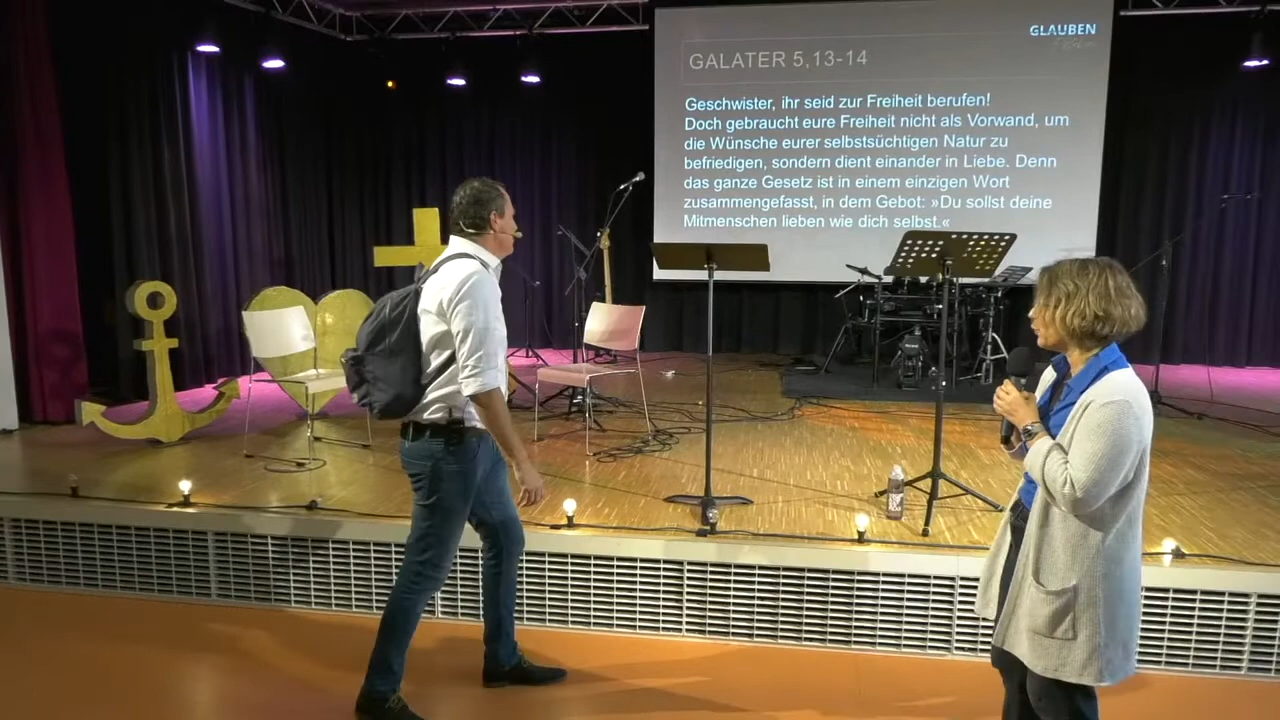 GLAUBEN
GALATER 5,13-14
Geschwister, ihr seid zur Freiheit berufen!
Doch gebraucht eure Freiheit nicht als Vorwand, um
die Wünsche eurer selbstsüchtigen Natur zu
befriedigen, sondern dient einander in Liebe. Denn
das ganze Gesetz ist in einem einzigen Wort
zusammengefasst, in dem Gebot: »Du sollst deine
Mitmenschen lieben wie dich selbst.«